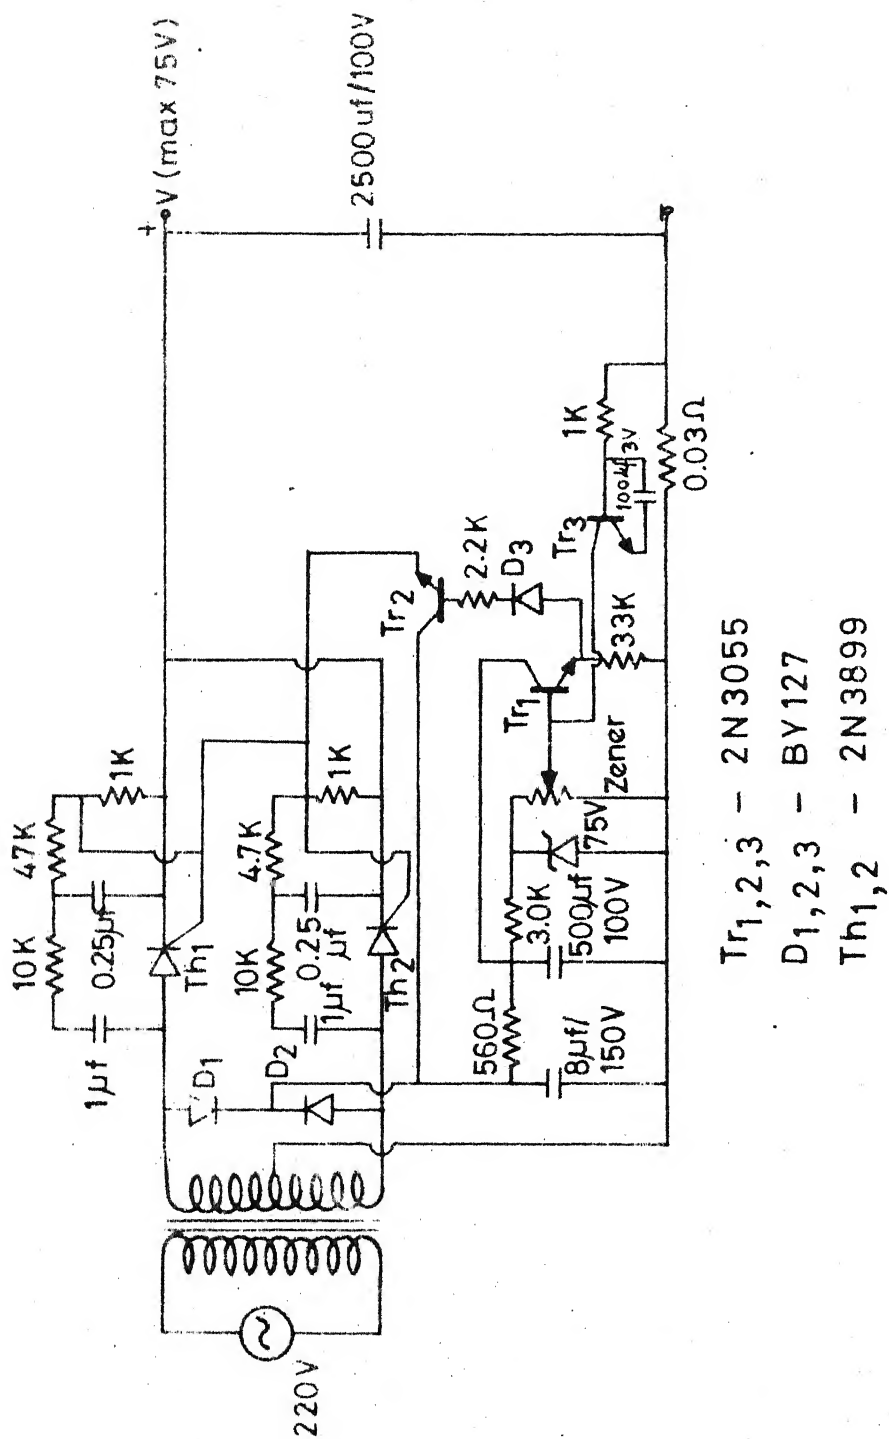 220V
1μf
10K
47K
0.25μf
1K
Th1
D1
D2
1μf
10K
4.7K
0.25
μf
1K
Th2
+
V (max 75V)
2500uf/100V
560Ω
8μf/
150V
3.0K
500μf
100V
75V
Zener
Tr1
Tr2
2.2K
D3
33K
Tr3
100μf 3V
1K
0.03Ω
Tr1,2,3 - 2N3055
D1,2,3 - BY127
Th1,2 - 2N3899